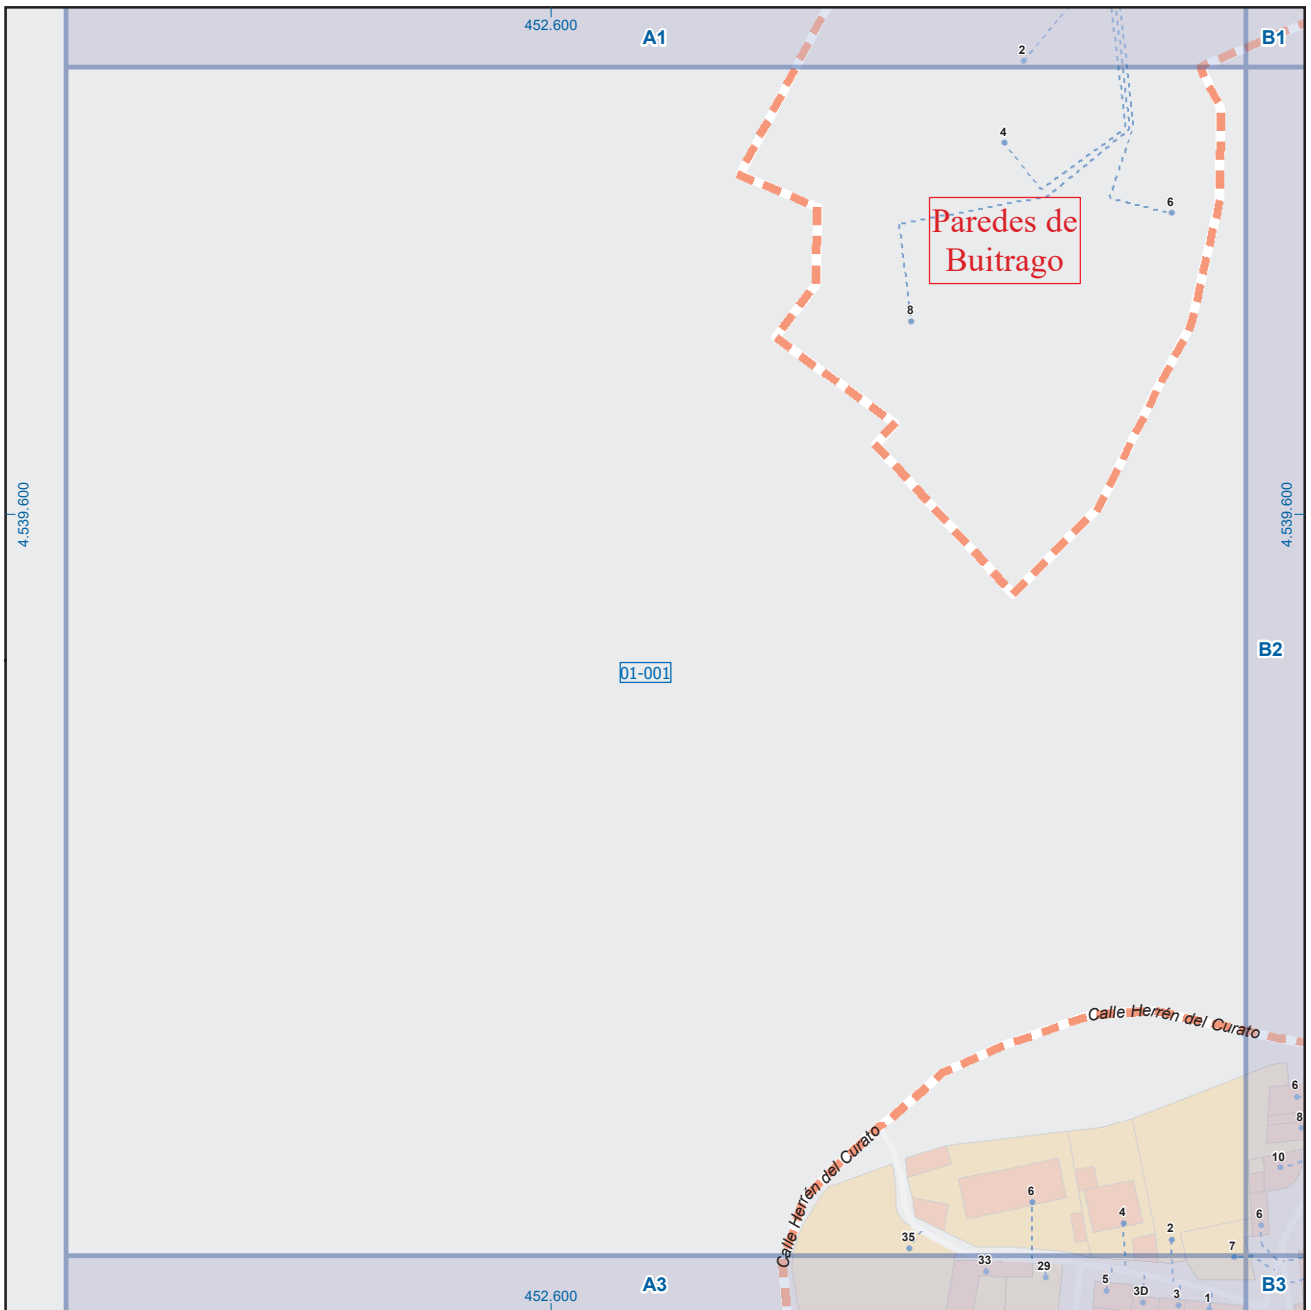 452.600
A1
B1
2
4
6
Paredes de
Buitrago
8
4.539.600
4.539.600
B2
01-001
Calle Herrén del Curato
Calle Herrén del Curato
6
8
10
6
4
2
6
7
35
33
29
5
3D
3
1
A3
B3
452.600